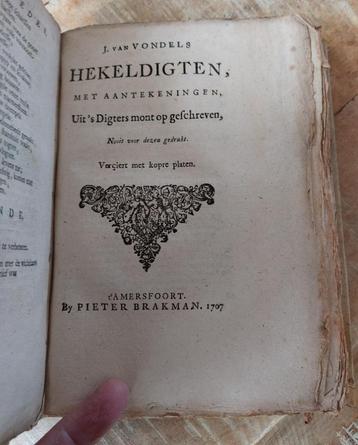 J. VAN VONDELS
HEKELDIGTEN,
MET AANTEKENINGEN,
Uit 's Digters mont op geschreven,
Nooit voor dezen gedrukt.
Verçiert met kopre platen.
t'AMERSFOORT.
By PIETER BRAKMAN. 1707